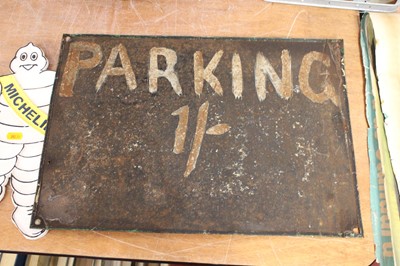 PARKING
1/-
MICHELIN